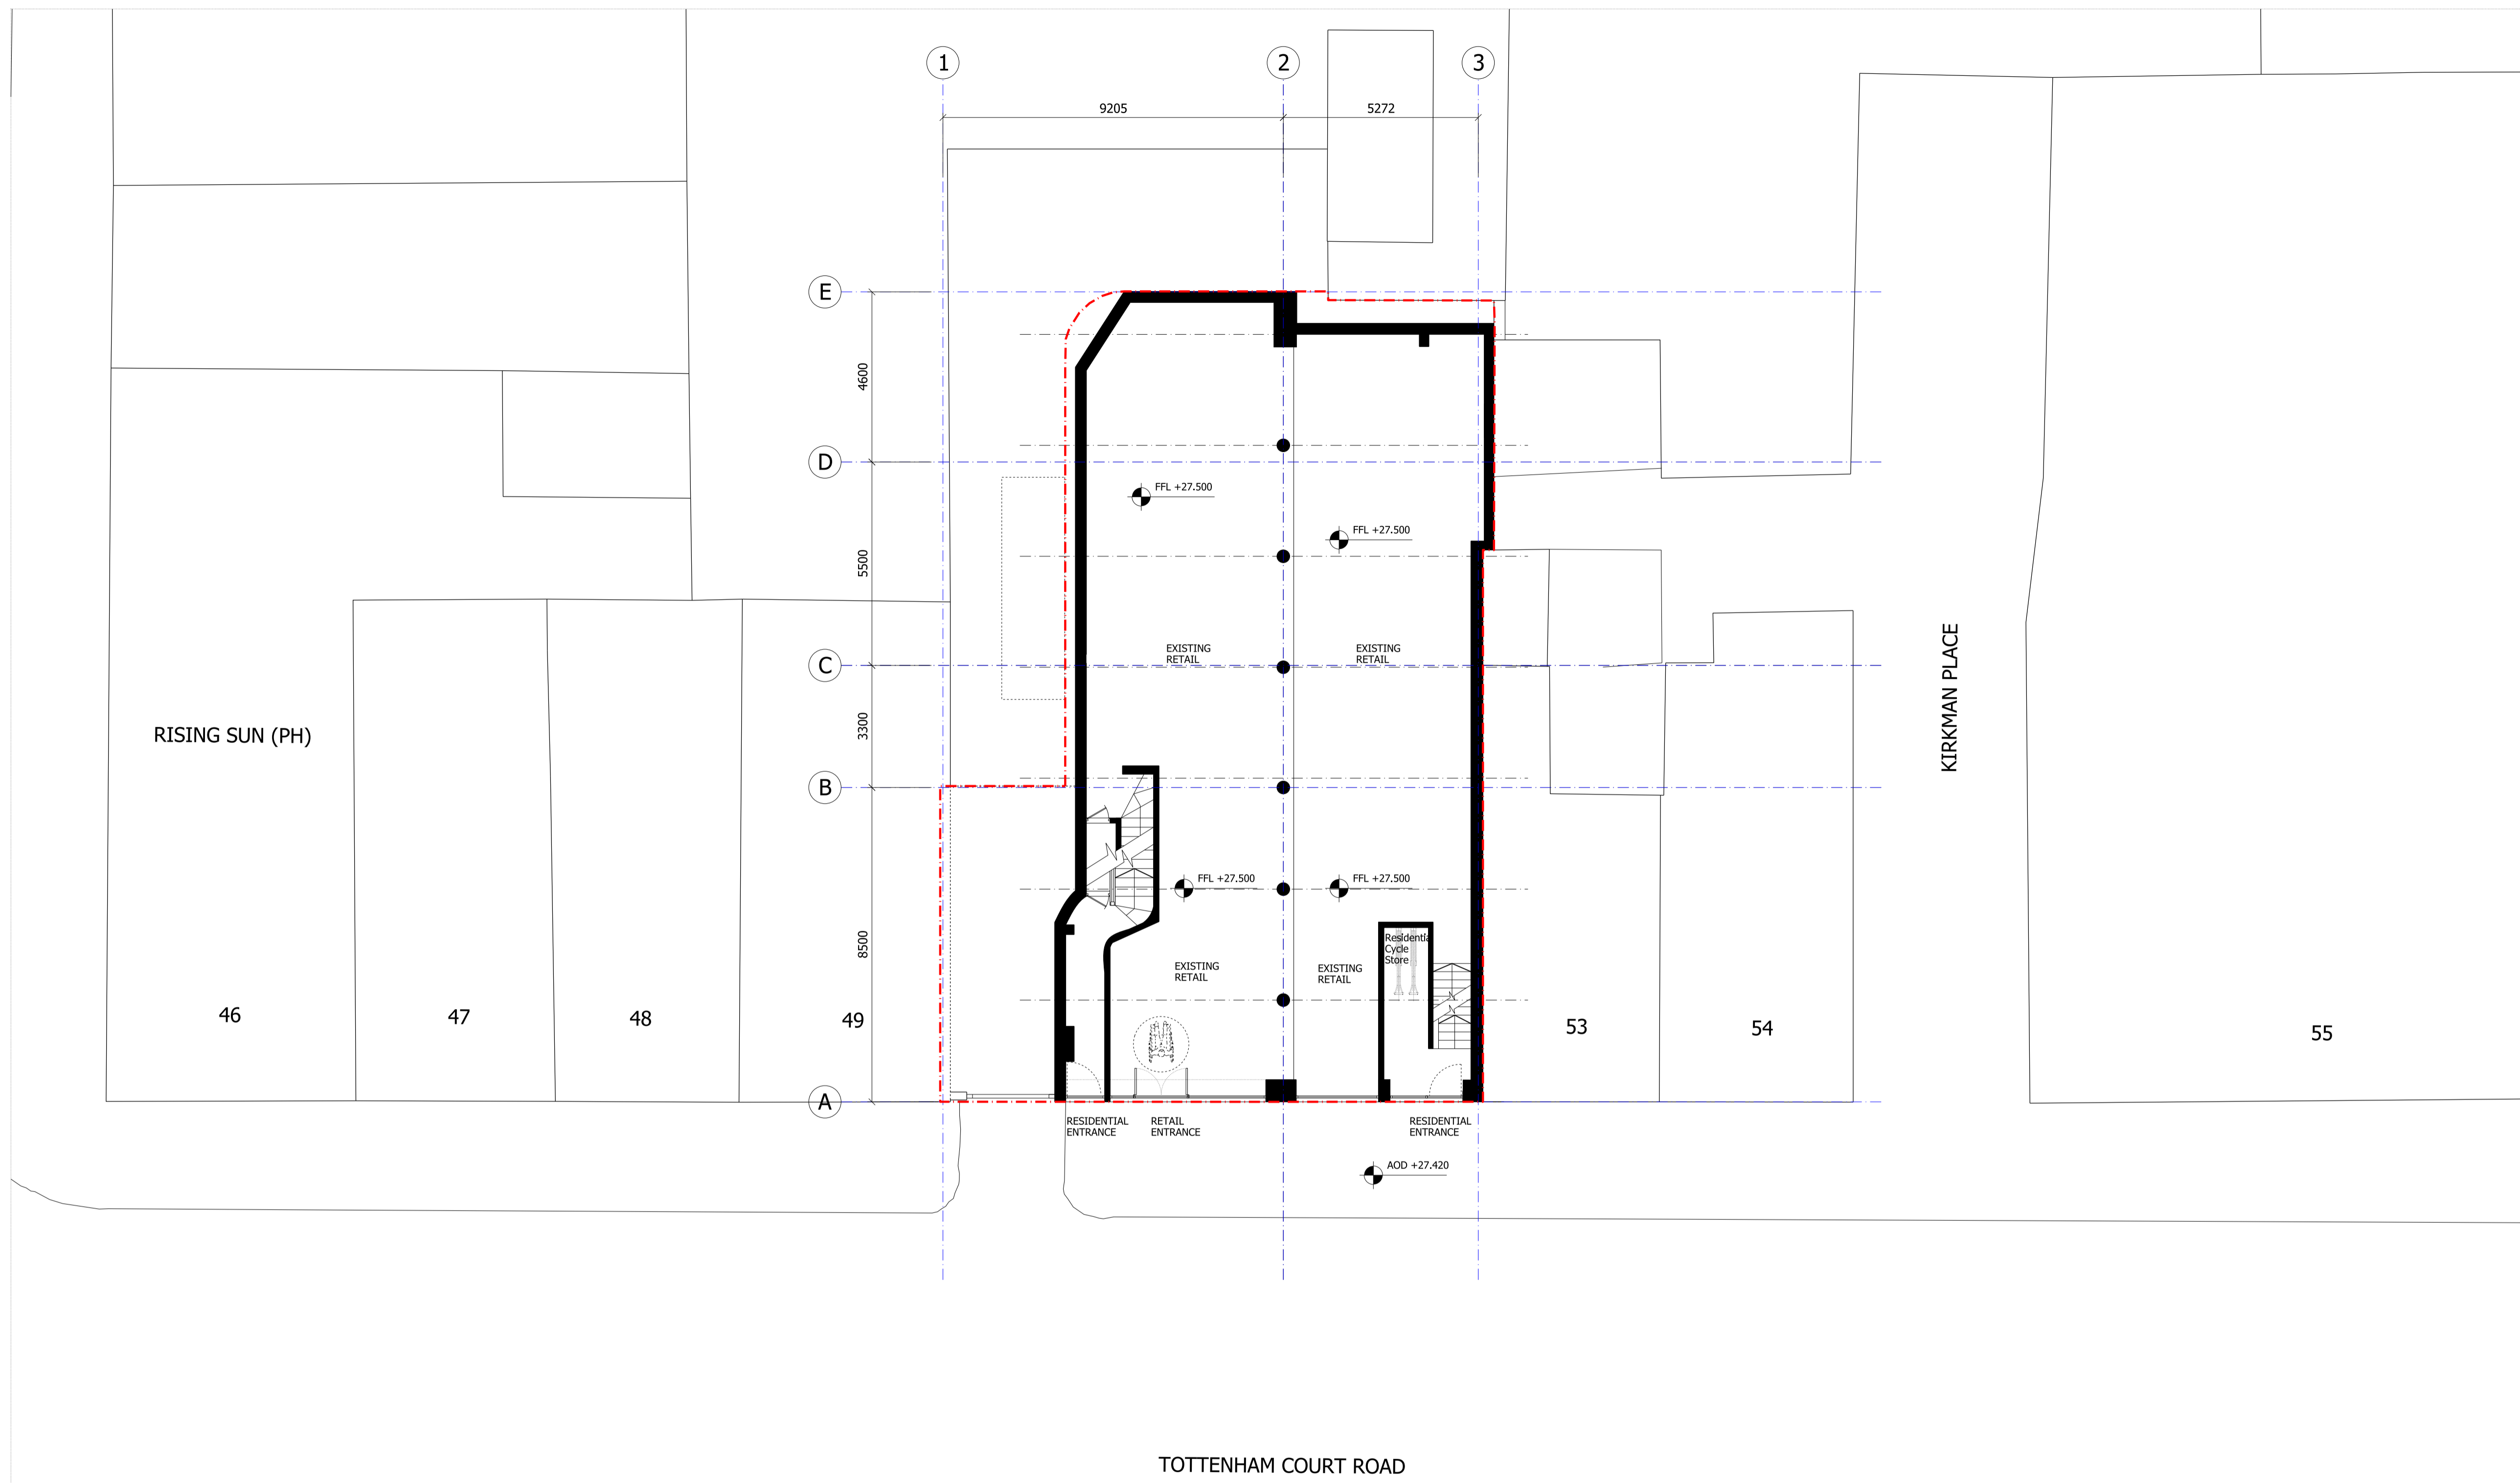 1
2
3
9205
5272
E
4600
D
FFL +27.500
FFL +27.500
5500
EXISTING
RETAIL
EXISTING
RETAIL
C
KIRKMAN PLACE
3300
RISING SUN (PH)
B
FFL +27.500
FFL +27.500
8500
Residential
Cycle
Store
EXISTING
RETAIL
EXISTING
RETAIL
46
47
48
49
53
54
55
A
RESIDENTIAL
ENTRANCE
RETAIL
ENTRANCE
RESIDENTIAL
ENTRANCE
AOD +27.420
TOTTENHAM COURT ROAD